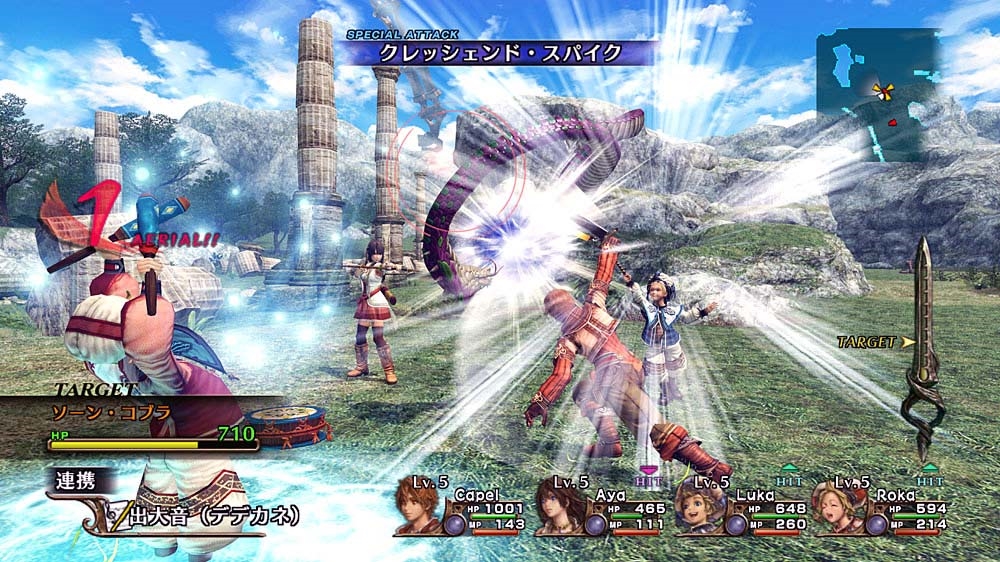 SPECIAL ATTACK
クレッシェンド・スパイク
1
AERIAL!!
TARGET
TARGET
ソーン・コブラ
HP 710
連携
出大音（デデカネ）
HIT
HIT
HIT
Lv. 5 Lv. 5 Lv. 5 Lv. 5
Capel Aya Luka Roka
HP 1001 HP 465 HP 648 HP 594
MP 143 MP 111 MP 260 MP 214